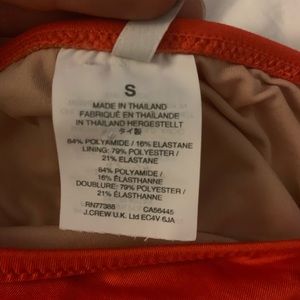 S
MADE IN THAILAND
FABRIQUÉ EN THAÏLANDE
IN THAILAND HERGESTELLT
タイ製
84% POLYAMIDE / 16% ELASTANE
LINING: 79% POLYESTER /
21% ELASTANE
84% POLYAMIDE /
16% ÉLASTHANNE
DOUBLURE: 79% POLYESTER /
21% ÉLASTHANNE
RN77388 CA56445
J.CREW U.K. Ltd EC4V 6JA